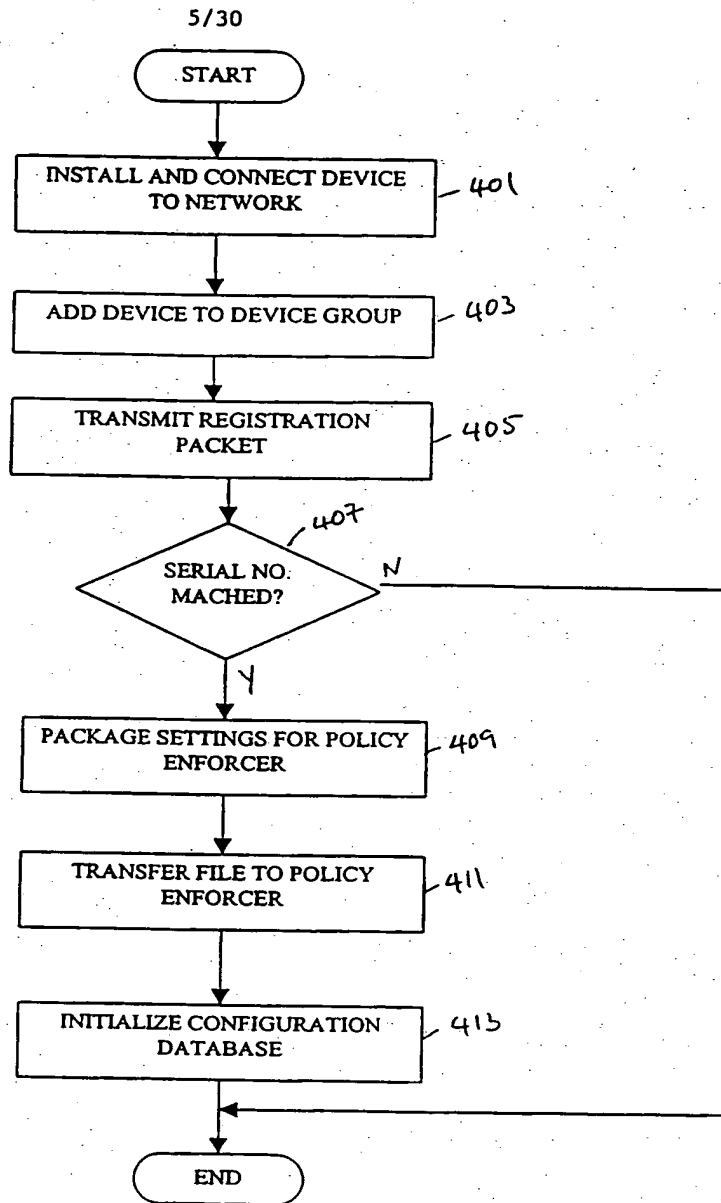 5/30
START
INSTALL AND CONNECT DEVICE
TO NETWORK
401
ADD DEVICE TO DEVICE GROUP
403
TRANSMIT REGISTRATION
PACKET
405
407
SERIAL NO.
MACHED?
N
Y
PACKAGE SETTINGS FOR POLICY
ENFORCER
409
TRANSFER FILE TO POLICY
ENFORCER
411
INITIALIZE CONFIGURATION
DATABASE
413
END